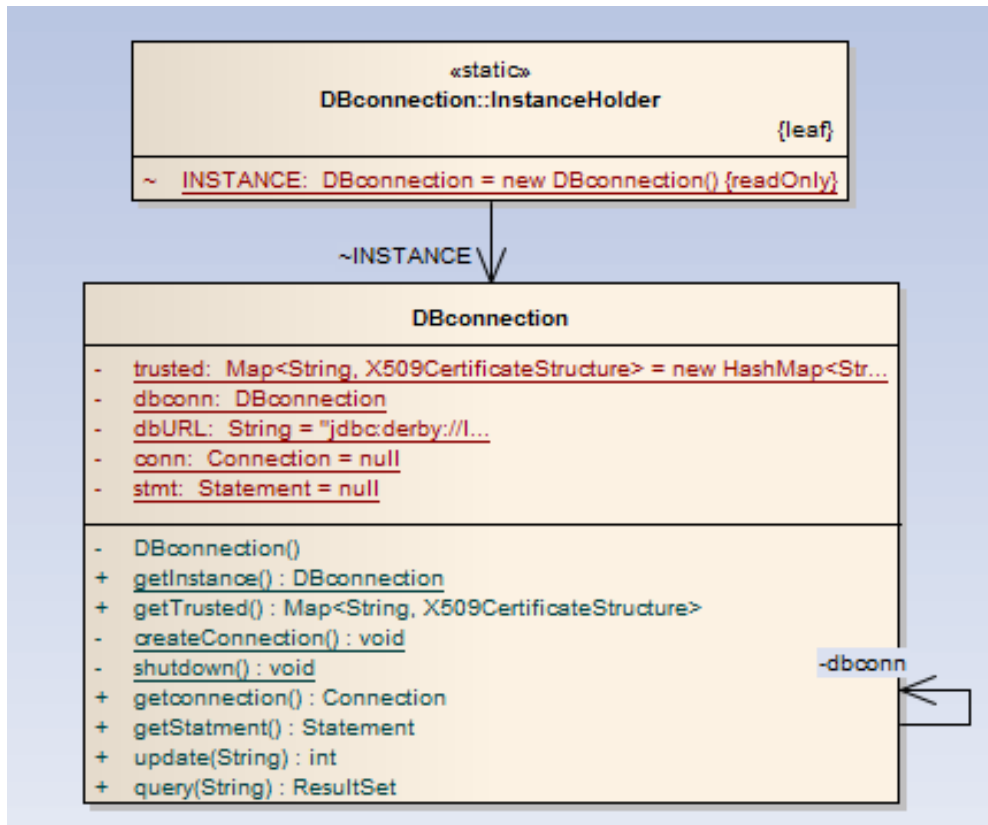 «static»
DBconnection::InstanceHolder
{leaf}
~ INSTANCE: DBconnection = new DBconnection() {readOnly}
~INSTANCE
DBconnection
- trusted: Map<String, X509CertificateStructure> = new HashMap<Str...
- dbconn: DBconnection
- dbURL: String = "jdbc:derby://l...
- conn: Connection = null
- stmt: Statement = null
- DBconnection()
+ getInstance() : DBconnection
+ getTrusted() : Map<String, X509CertificateStructure>
- createConnection() : void
- shutdown() : void
+ getconnection() : Connection
+ getStatment() : Statement
+ update(String) : int
+ query(String) : ResultSet
-dbconn